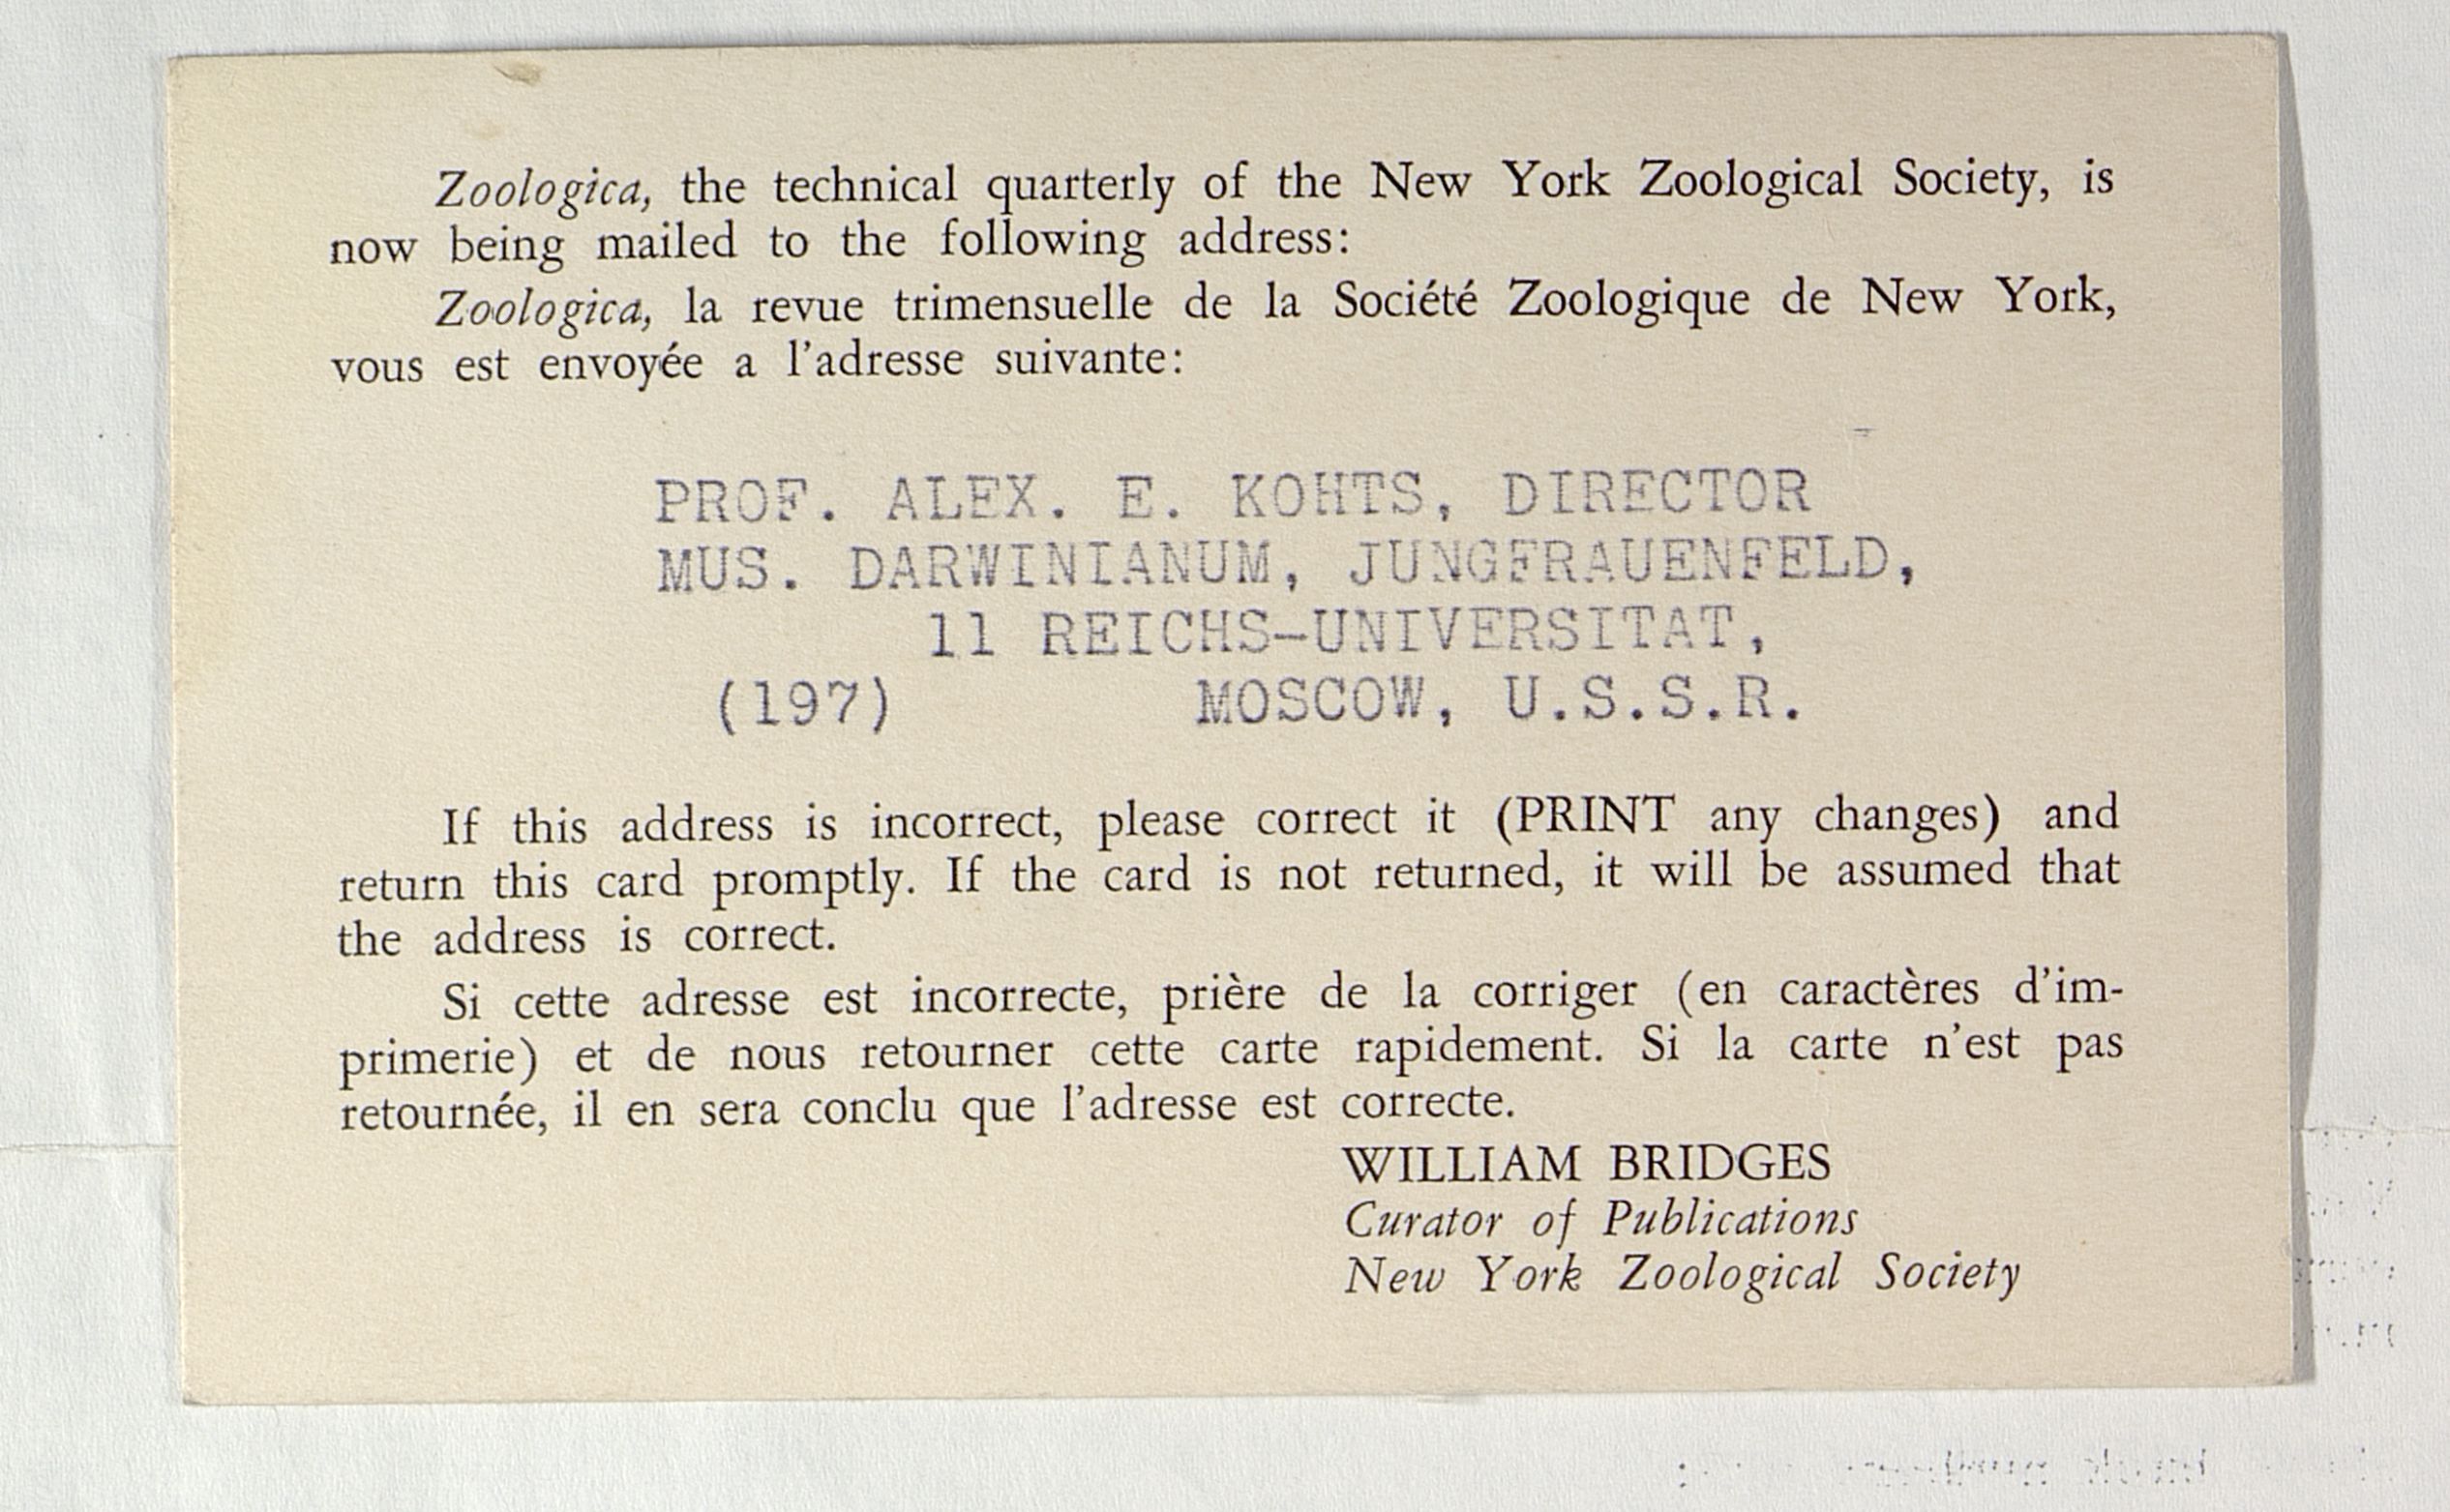 Zoologica, the technical quarterly of the New York Zoological Society, is
now being mailed to the following address:
Zoologica, la revue trimensuelle de la Société Zoologique de New York,
vous est envoyée a l'adresse suivante:
PROF. ALEX. E. KOHTS, DIRECTOR
MUS. DARWINIANUM, JUNGFRAUENFELD,
11 REICHS-UNIVERSITAT,
(197) MOSCOW, U.S.S.R.
If this address is incorrect, please correct it (PRINT any changes) and
return this card promptly. If the card is not returned, it will be assumed that
the address is correct.
Si cette adresse est incorrecte, prière de la corriger (en caractères d'im-
primerie) et de nous retourner cette carte rapidement. Si la carte n'est pas
retournée, il en sera conclu que l'adresse est correcte.
WILLIAM BRIDGES
Curator of Publications
New York Zoological Society